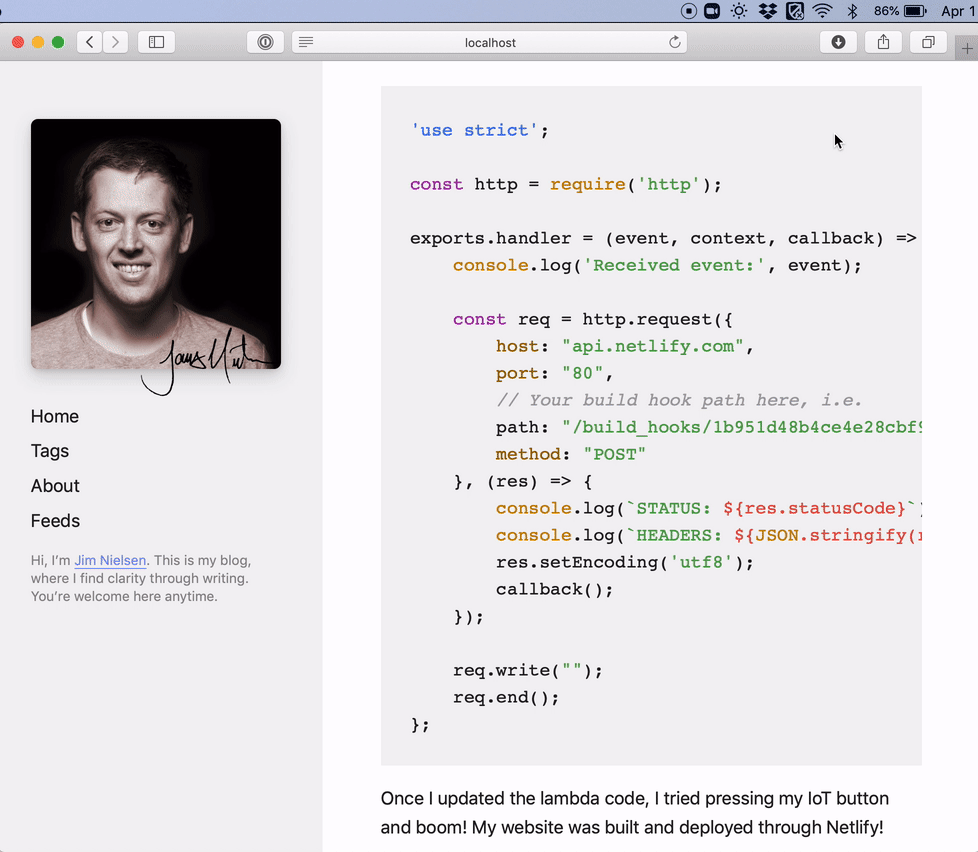 86% Apr 1
localhost
Home
Tags
About
Feeds
Hi, I’m Jim Nielsen. This is my blog,
where I find clarity through writing.
You’re welcome here anytime.
'use strict';
const http = require('http');
exports.handler = (event, context, callback) =>
console.log('Received event:', event);
const req = http.request({
host: "api.netlify.com",
port: "80",
// Your build hook path here, i.e.
path: "/build_hooks/1b951d48b4ce4e28cbf9
method: "POST"
}, (res) => {
console.log(`STATUS: ${res.statusCode}`)
console.log(`HEADERS: ${JSON.stringify(r
res.setEncoding('utf8');
callback();
});
req.write("");
req.end();
};
Once I updated the lambda code, I tried pressing my IoT button
and boom! My website was built and deployed through Netlify!